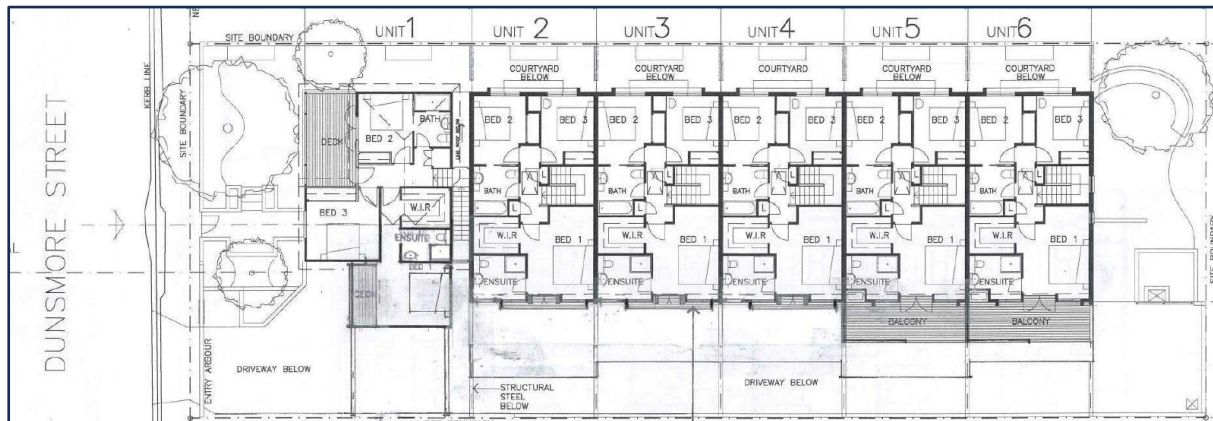 DUNSMORE STREET
KERB LINE
SITE BOUNDARY
SITE BOUNDARY
ENTRY ARBOUR
UNIT 1
UNIT 2
UNIT 3
UNIT 4
UNIT 5
UNIT 6
COURTYARD
BELOW
COURTYARD
BELOW
COURTYARD
COURTYARD
BELOW
COURTYARD
BELOW
DECK
BED 2
BATH
BED 3
W.I.R
ENSUITE
BED 1
DECK
BED 2
BED 3
BATH
L
L
W.I.R
BED 1
ENSUITE
BED 2
BED 3
BATH
L
L
W.I.R
BED 1
ENSUITE
BED 2
BED 3
BATH
L
L
W.I.R
BED 1
ENSUITE
BED 2
BED 3
BATH
L
L
W.I.R
BED 1
ENSUITE
BALCONY
BED 2
BED 3
BATH
L
L
W.I.R
BED 1
ENSUITE
BALCONY
DRIVEWAY BELOW
STRUCTURAL
STEEL
BELOW
DRIVEWAY BELOW
SITE BOUNDARY